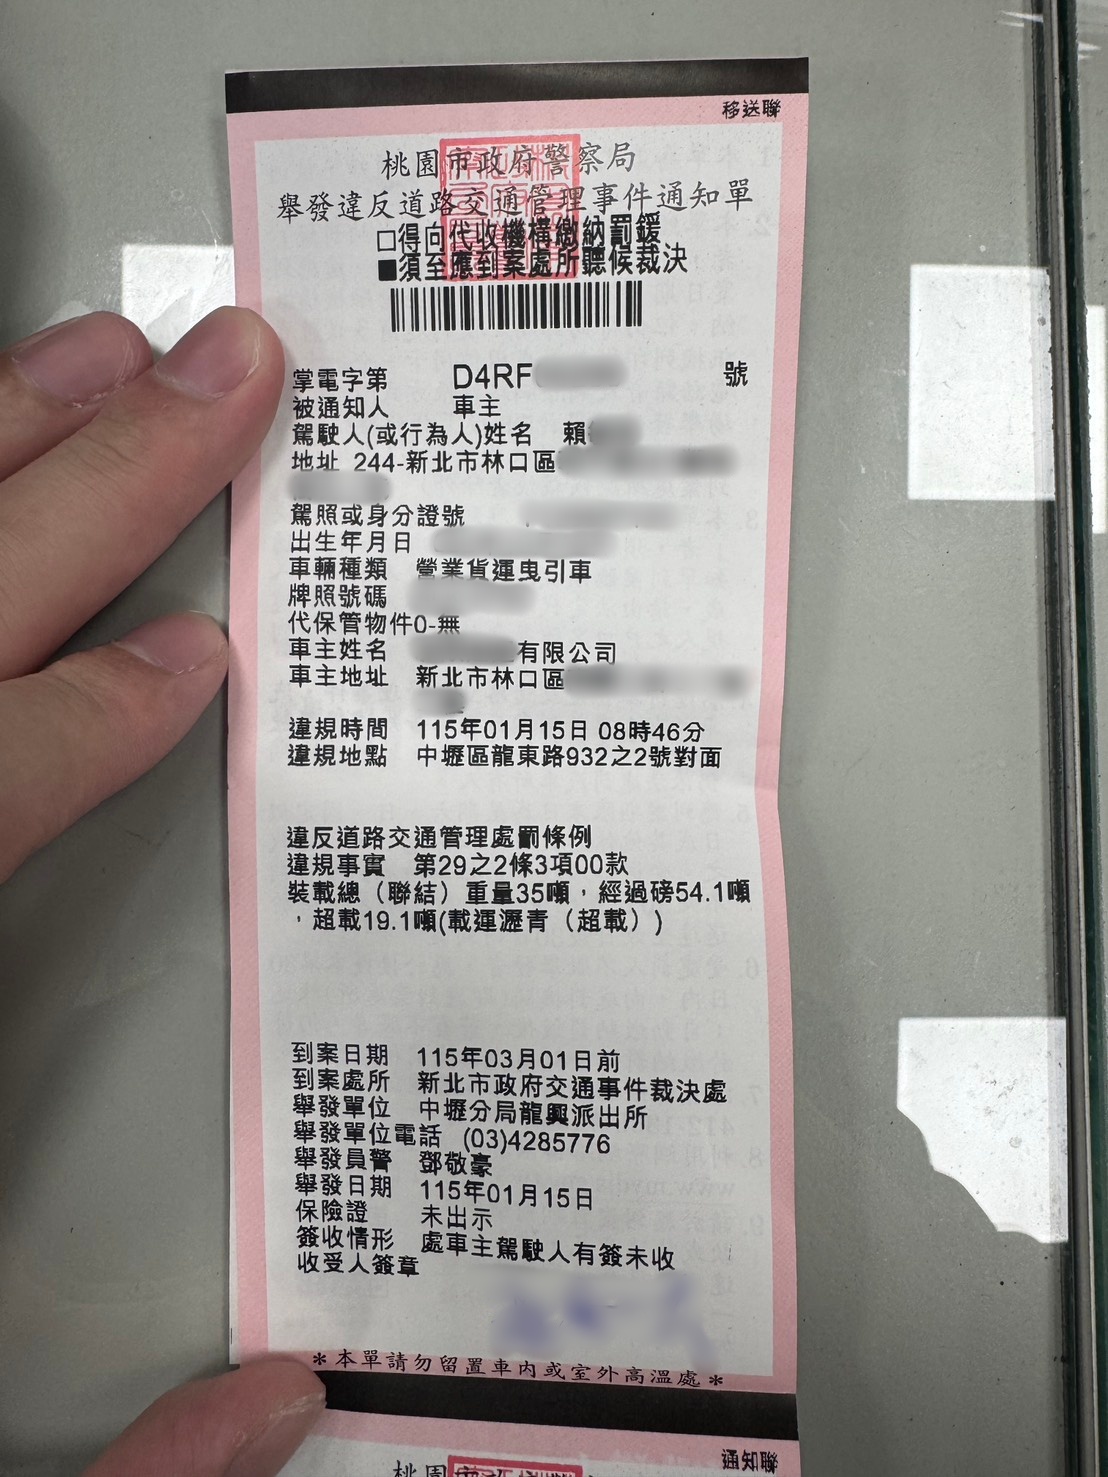 移送聯
桃園市政府警察局
舉發違反道路交通管理事件通知單
□得向代收機構繳納罰鍰
■須至應到案處所聽候裁決
掌電字第 D4RF 號
被通知人 車主
駕駛人(或行為人)姓名 賴
地址 244-新北市林口區
駕照或身分證號
出生年月日
車輛種類 營業貨運曳引車
牌照號碼
代保管物件0-無
車主姓名 有限公司
車主地址 新北市林口區
違規時間 115年01月15日 08時46分
違規地點 中壢區龍東路932之2號對面
違反道路交通管理處罰條例
違規事實 第29之2條3項00款
裝載總（聯結）重量35噸，經過磅54.1噸
，超載19.1噸(載運瀝青（超載）)
到案日期 115年03月01日前
到案處所 新北市政府交通事件裁決處
舉發單位 中壢分局龍興派出所
舉發單位電話 (03)4285776
舉發員警 鄧敬豪
舉發日期 115年01月15日
保險證 未出示
簽收情形 處車主駕駛人有簽未收
收受人簽章
＊本單請勿留置車內或室外高溫處＊
通知聯
桃園市政